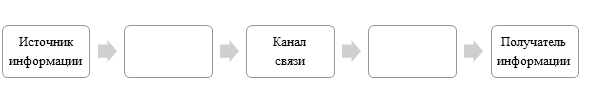 Источник
информации
Канал
связи
Получатель
информации